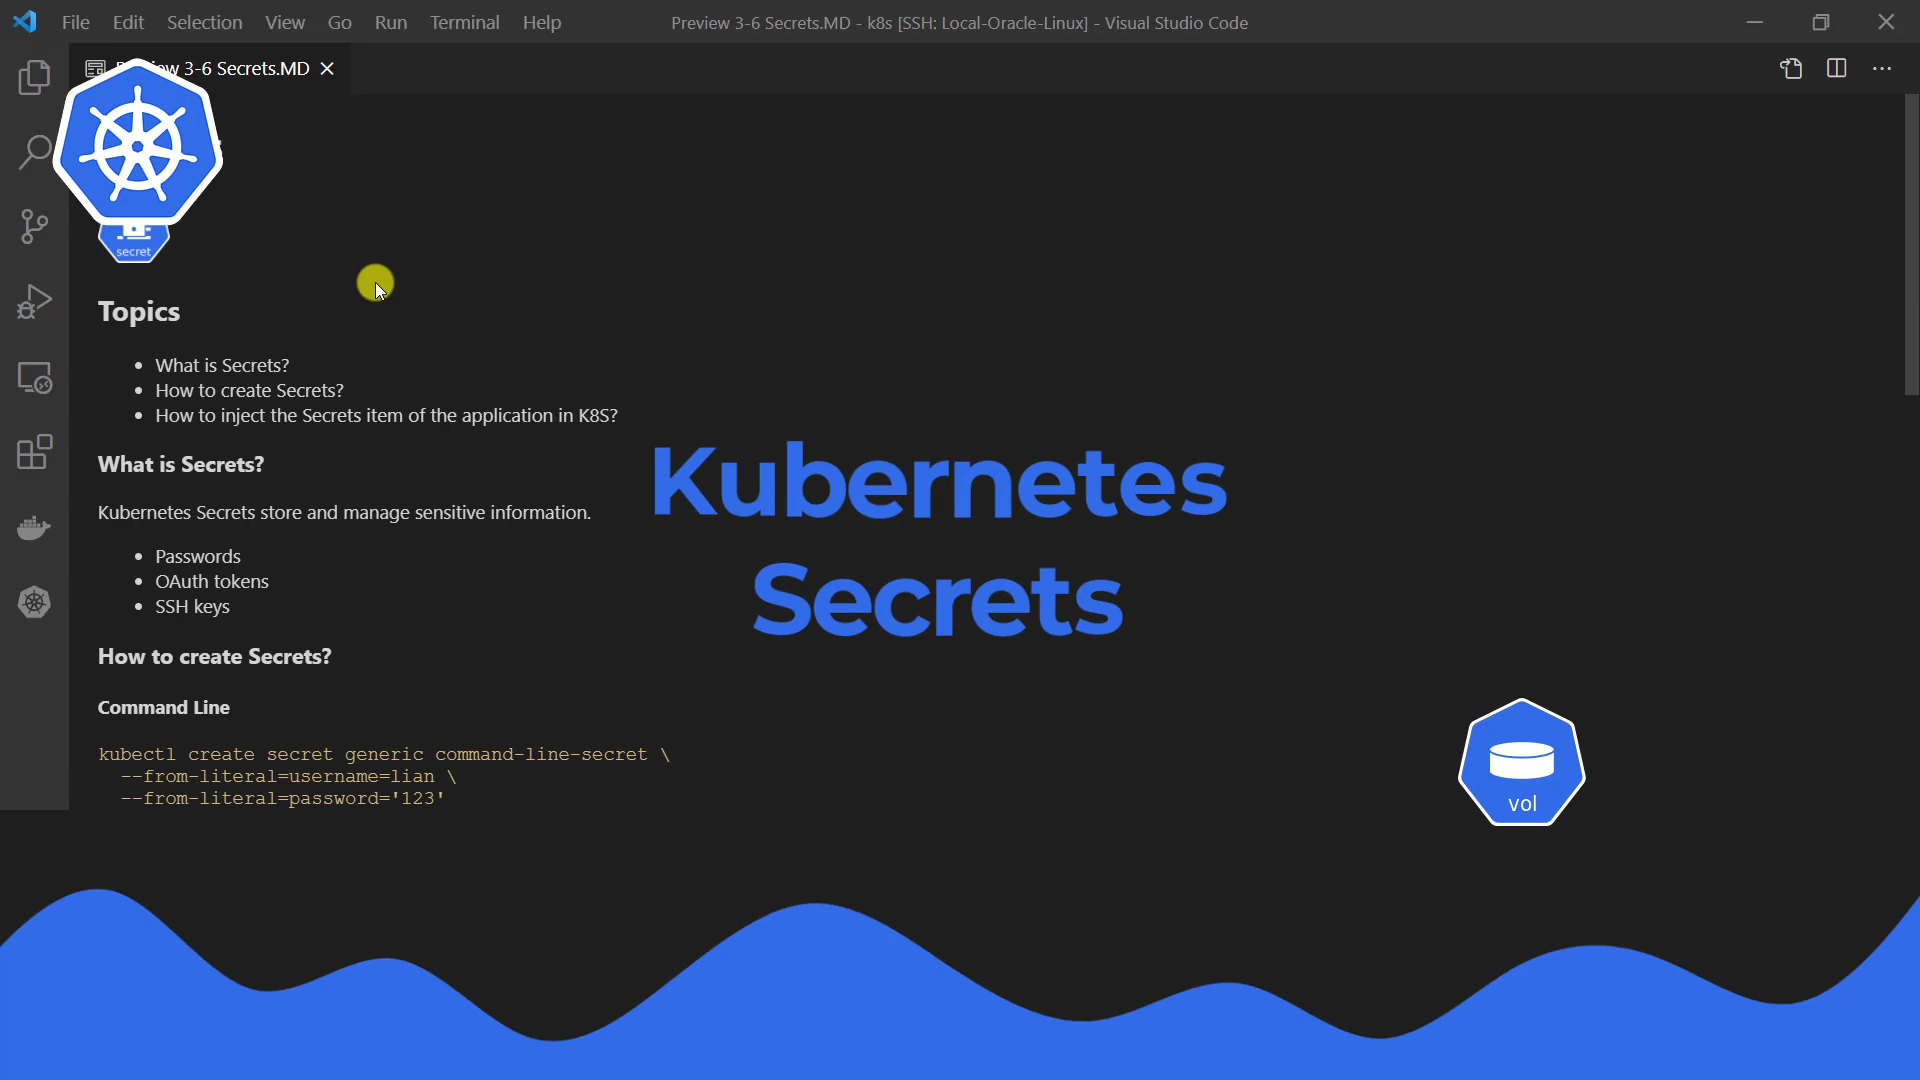 File Edit Selection View Go Run Terminal Help
Preview 3-6 Secrets.MD - k8s [SSH: Local-Oracle-Linux] - Visual Studio Code
3-6 Secrets.MD
secret
Topics
• What is Secrets?
• How to create Secrets?
• How to inject the Secrets item of the application in K8S?
What is Secrets?
Kubernetes Secrets store and manage sensitive information.
• Passwords
• OAuth tokens
• SSH keys
How to create Secrets?
Command Line
kubectl create secret generic command-line-secret \
--from-literal=username=lian \
--from-literal=password='123'
Kubernetes
Secrets
vol